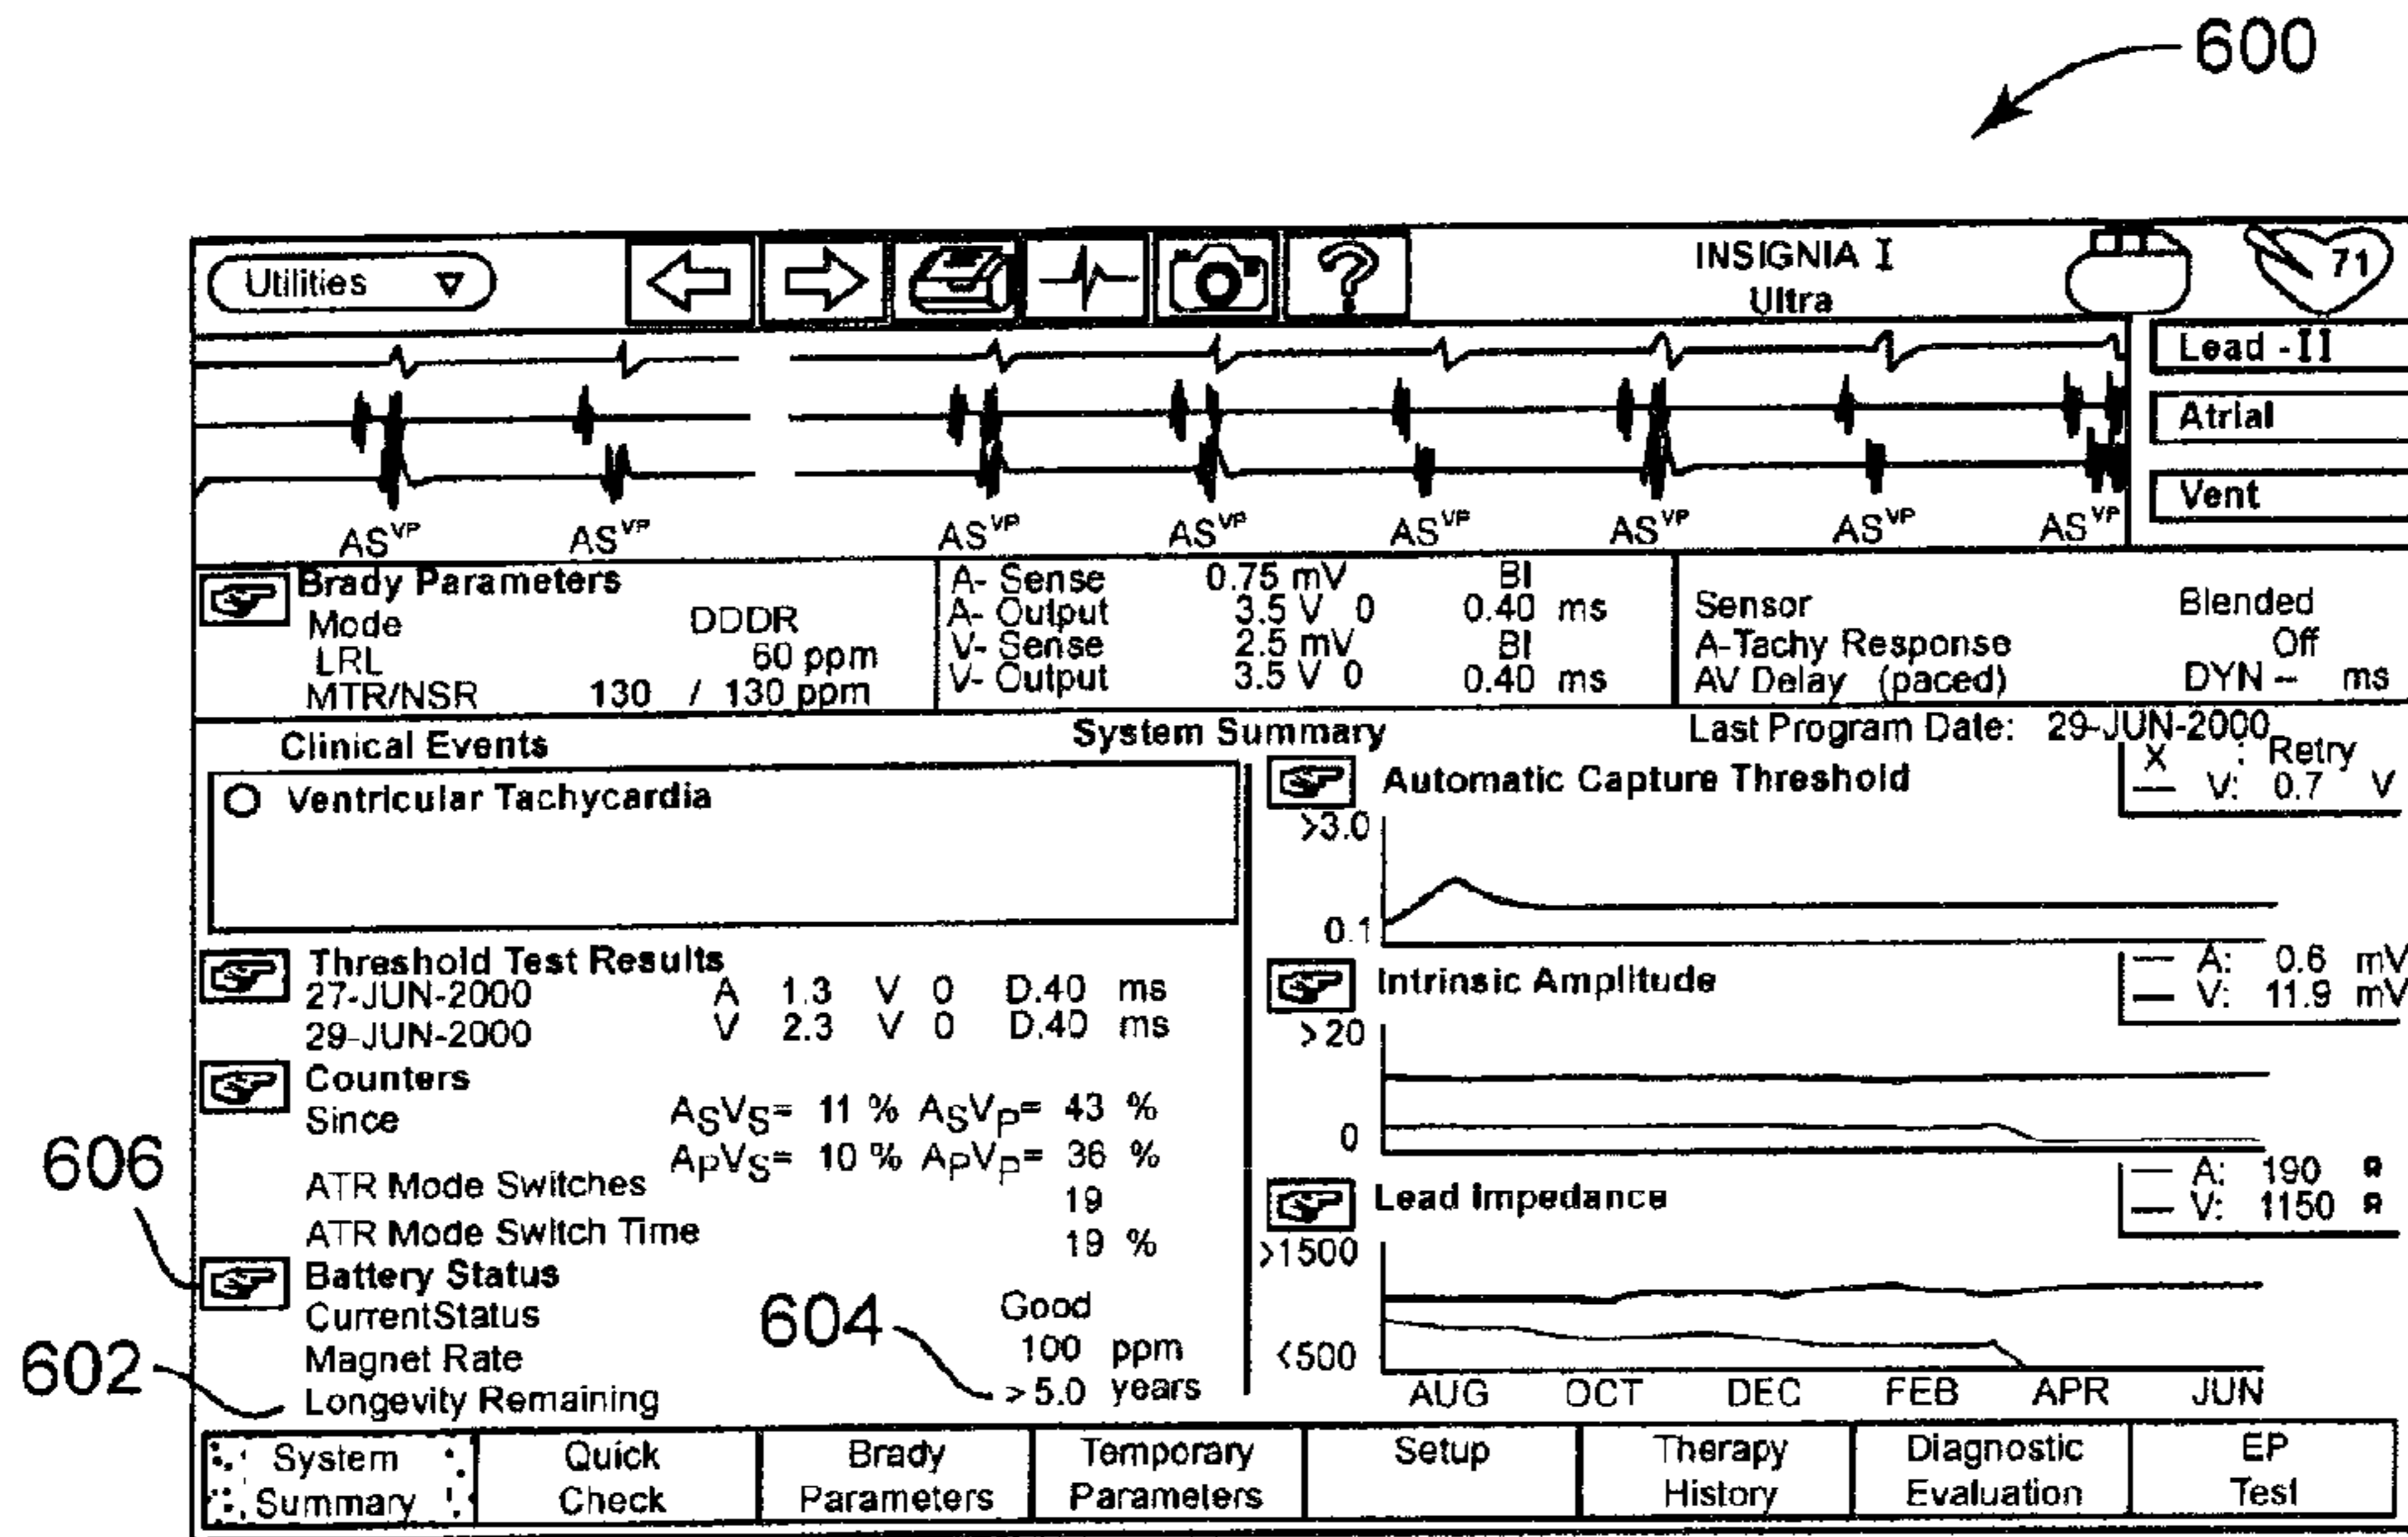 600
Utilities
INSIGNIA I
Ultra
71
Lead -II
Atrial
Vent
AS VP AS VP AS VP AS VP AS VP AS VP AS VP AS VP
Brady Parameters
Mode DDDR
LRL 60 ppm
MTR/NSR 130 / 130 ppm
A- Sense 0.75 mV BI
A- Output 3.5 V 0 0.40 ms
V- Sense 2.5 mV BI
V- Output 3.5 V 0 0.40 ms
Sensor Blended
A-Tachy Response Off
AV Delay (paced) DYN – ms
Clinical Events
System Summary
Last Program Date: 29-JUN-2000
Ventricular Tachycardia
Automatic Capture Threshold
X : Retry
— V: 0.7 V
>3.0
0.1
Threshold Test Results
27-JUN-2000 A 1.3 V 0 D.40 ms
29-JUN-2000 V 2.3 V 0 D.40 ms
Intrinsic Amplitude
— A: 0.6 mV
— V: 11.9 mV
>20
0
Counters
Since ASVS= 11 % ASVP= 43 %
APVS= 10 % APVP= 36 %
ATR Mode Switches 19
ATR Mode Switch Time 19 %
Lead Impedance
— A: 190
— V: 1150
>1500
<500
AUG OCT DEC FEB APR JUN
606
Battery Status
CurrentStatus Good
Magnet Rate 100 ppm
602
Longevity Remaining >5.0 years
604
System Summary
Quick Check
Brady Parameters
Temporary Parameters
Setup
Therapy History
Diagnostic Evaluation
EP Test